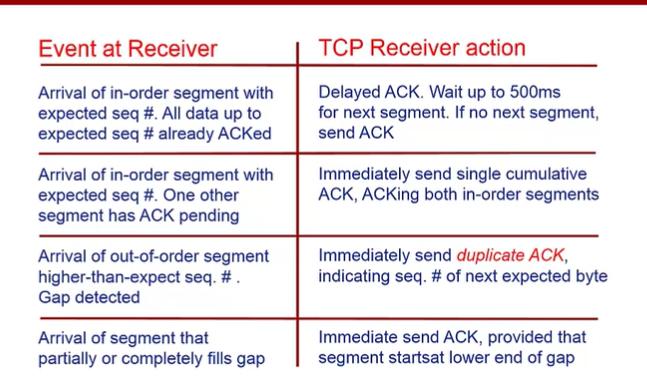 Event at Receiver
TCP Receiver action
Arrival of in-order segment with
expected seq #. All data up to
expected seq # already ACKed
Delayed ACK. Wait up to 500ms
for next segment. If no next segment,
send ACK
Arrival of in-order segment with
expected seq #. One other
segment has ACK pending
Immediately send single cumulative
ACK, ACKing both in-order segments
Arrival of out-of-order segment
higher-than-expect seq. # .
Gap detected
Immediately send duplicate ACK,
indicating seq. # of next expected byte
Arrival of segment that
partially or completely fills gap
Immediate send ACK, provided that
segment startsat lower end of gap